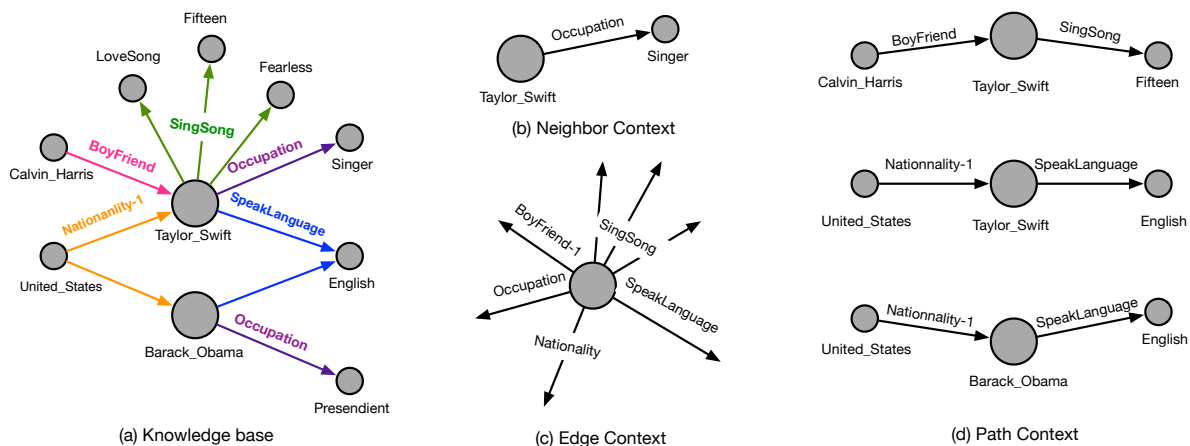 Fifteen
LoveSong
Fearless
SingSong
BoyFriend
Occupation
Calvin_Harris
Singer
Nationanlity-1
SpeakLanguage
Taylor_Swift
United_States
English
Occupation
Barack_Obama
Presendient
(a) Knowledge base
Occupation
Singer
Taylor_Swift
(b) Neighbor Context
BoyFriend-1
SingSong
Occupation
SpeakLanguage
Nationality
(c) Edge Context
BoyFriend
SingSong
Calvin_Harris
Taylor_Swift
Fifteen
Nationnality-1
SpeakLanguage
United_States
Taylor_Swift
English
Nationnality-1
SpeakLanguage
United_States
English
Barack_Obama
(d) Path Context